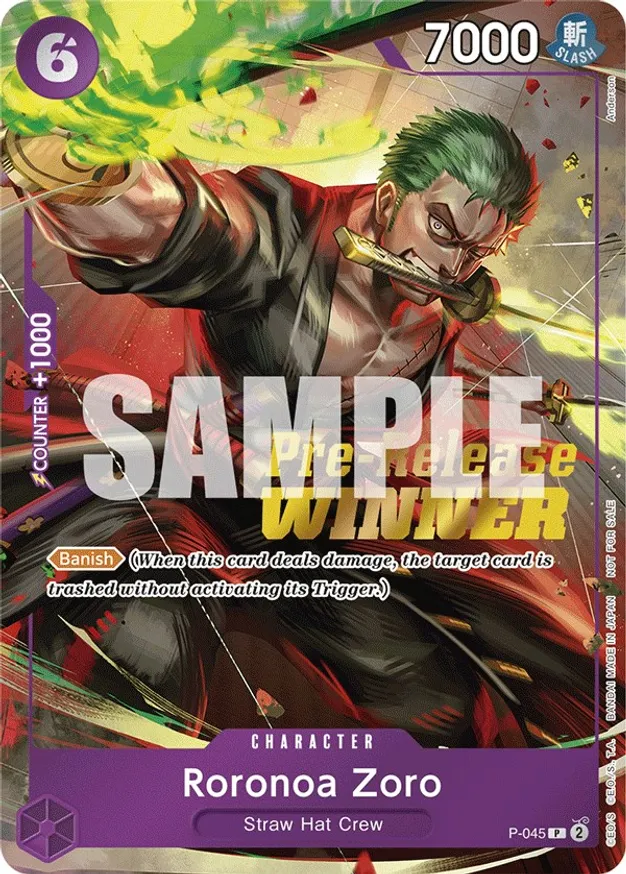 6
7000
斬
SLASH
Anderson
COUNTER +1000
SAMPLE
Pre-Release
WINNER
Banish (When this card deals damage, the target card is
trashed without activating its Trigger.)
CHARACTER
Roronoa Zoro
Straw Hat Crew
P-045 P 2
©EO/S ©E.O./S., T.A. BANDAI MADE IN JAPAN NOT FOR SALE